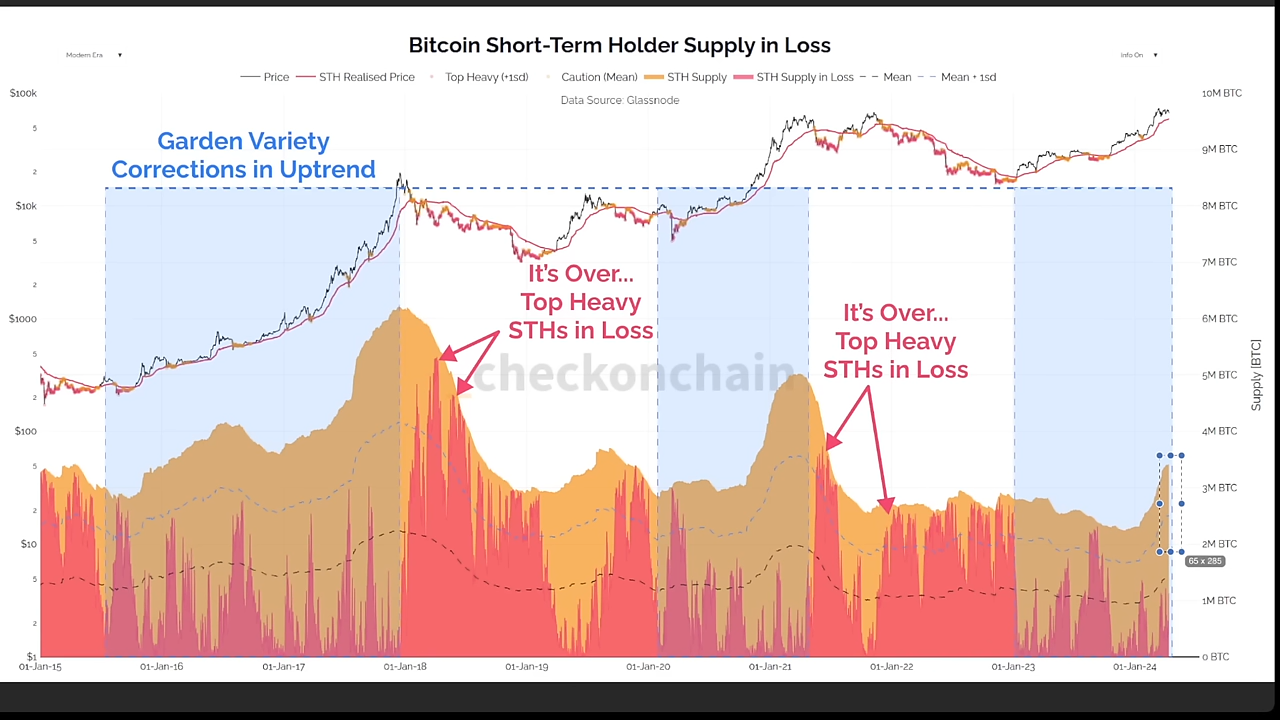 Bitcoin Short-Term Holder Supply in Loss
Modern Era ▼
Info On ▼
Price STH Realised Price Top Heavy (+1sd) Caution (Mean) STH Supply STH Supply in Loss Mean Mean + 1sd
Data Source: Glassnode
$100k
5
2
$10k
5
2
$1000
5
2
$100
5
2
$10
5
2
$1
10M BTC
9M BTC
8M BTC
7M BTC
6M BTC
5M BTC
4M BTC
3M BTC
2M BTC
1M BTC
0 BTC
Supply [BTC]
Garden Variety
Corrections in Uptrend
It's Over...
Top Heavy
STHs in Loss
It's Over...
Top Heavy
STHs in Loss
checkonchain
65 x 285
01-Jan-15 01-Jan-16 01-Jan-17 01-Jan-18 01-Jan-19 01-Jan-20 01-Jan-21 01-Jan-22 01-Jan-23 01-Jan-24